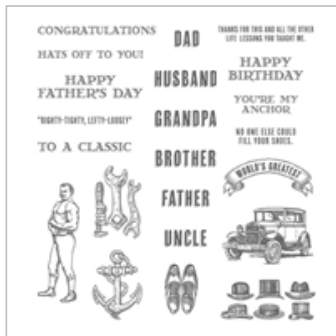 CONGRATULATIONS
HATS OFF TO YOU!
HAPPY
FATHER'S DAY
"RIGHTY-TIGHTY, LEFTY-LOOSEY"
TO A CLASSIC
DAD
HUSBAND
GRANDPA
BROTHER
FATHER
UNCLE
THANKS FOR THIS AND ALL THE OTHER
LIFE LESSONS YOU TAUGHT ME.
HAPPY
BIRTHDAY
YOU'RE MY
ANCHOR
NO ONE ELSE COULD
FILL YOUR SHOES.
WORLD'S GREATEST